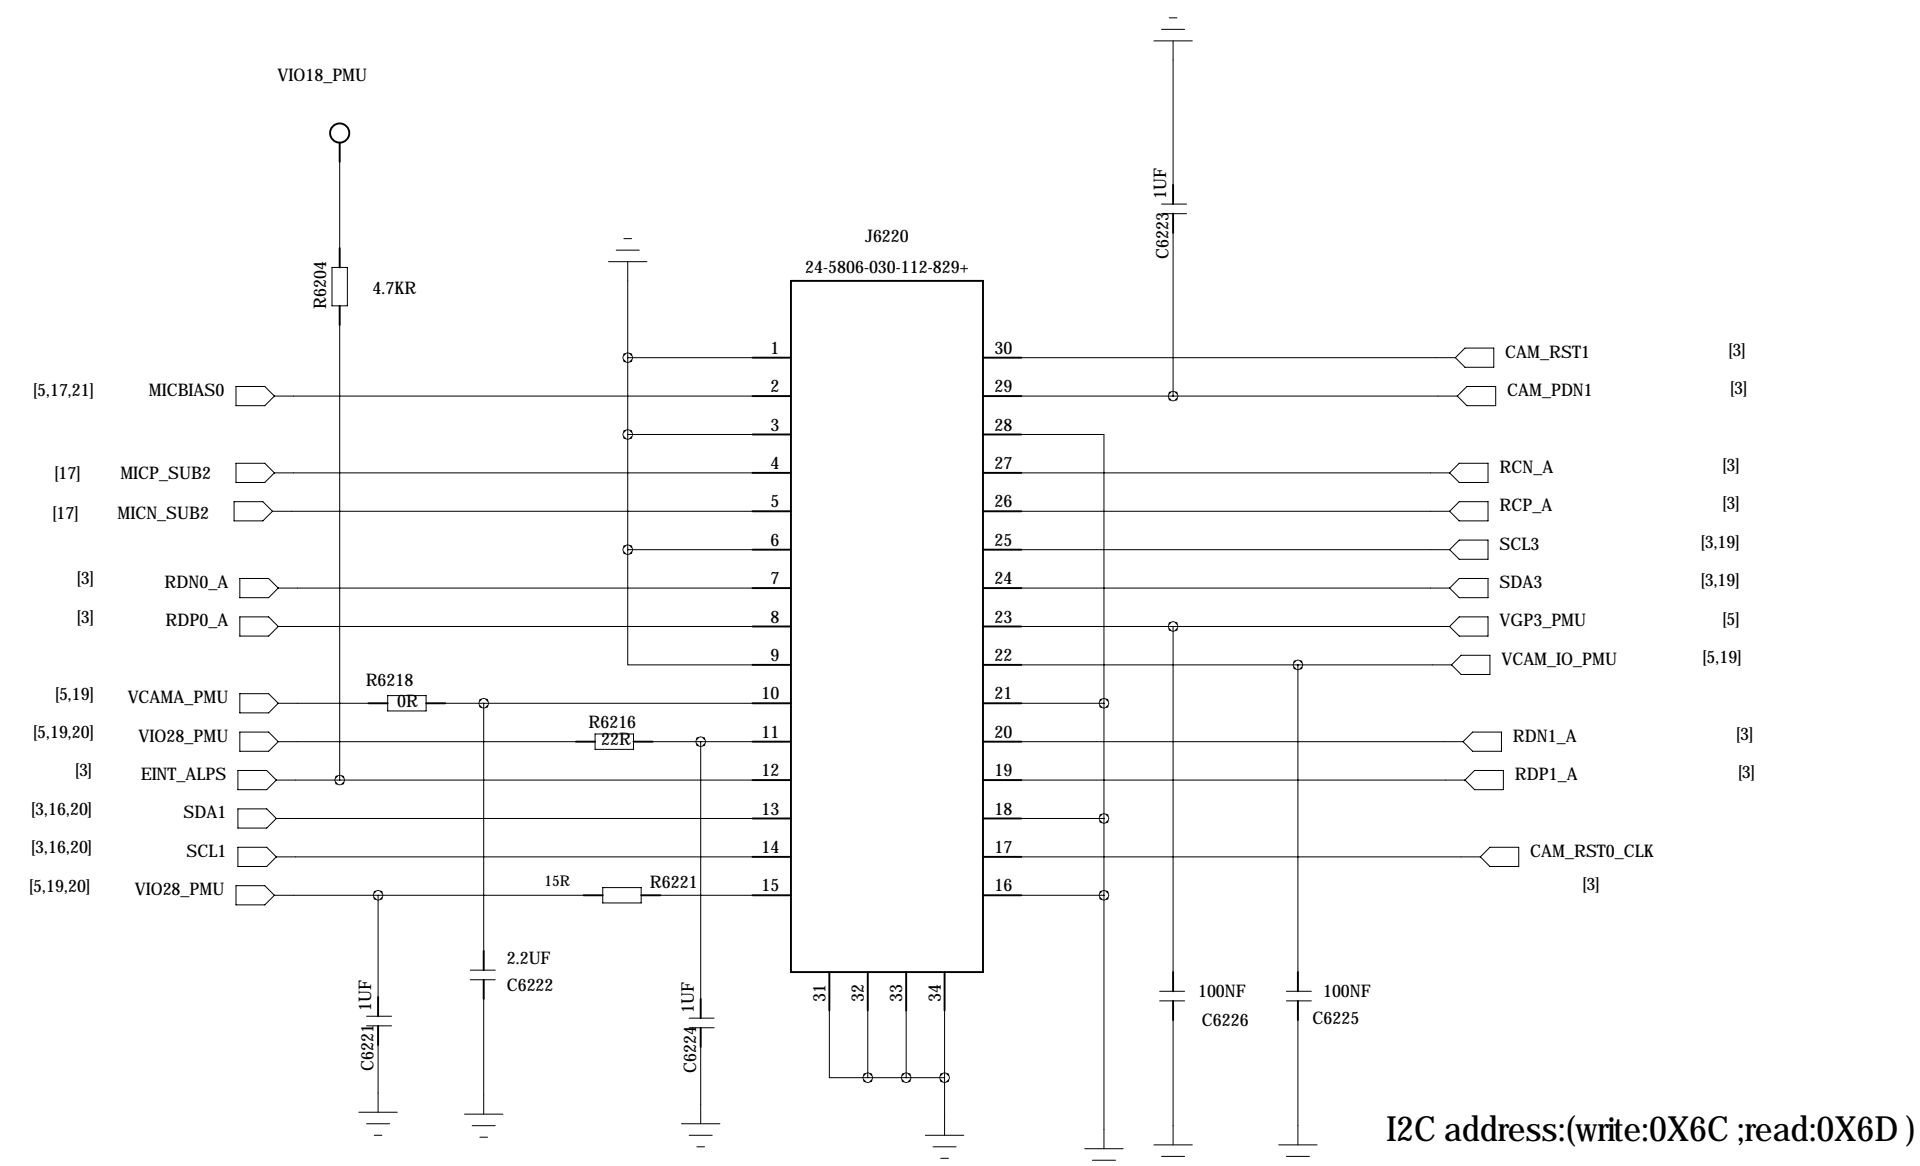 VIO18_PMU
R6204
4.7KR
J6220
24-5806-030-112-829+
1UF
C6223
1
30
CAM_RST1
[3]
[5,17,21]
MICBIAS0
2
29
CAM_PDN1
[3]
3
28
[17]
MICP_SUB2
4
27
RCN_A
[3]
[17]
MICN_SUB2
5
26
RCP_A
[3]
6
25
SCL3
[3,19]
[3]
RDN0_A
7
24
SDA3
[3,19]
[3]
RDP0_A
8
23
VGP3_PMU
[5]
9
22
VCAM_IO_PMU
[5,19]
[5,19]
VCAMA_PMU
R6218
0R
10
21
[5,19,20]
VIO28_PMU
R6216
22R
11
20
RDN1_A
[3]
[3]
EINT_ALPS
12
19
RDP1_A
[3]
[3,16,20]
SDA1
13
18
[3,16,20]
SCL1
14
17
CAM_RST0_CLK
[3]
[5,19,20]
VIO28_PMU
15R
R6221
15
16
1UF
C6221
2.2UF
C6222
1UF
C6224
31
32
33
34
100NF
C6226
100NF
C6225
I2C address:(write:0X6C ;read:0X6D )